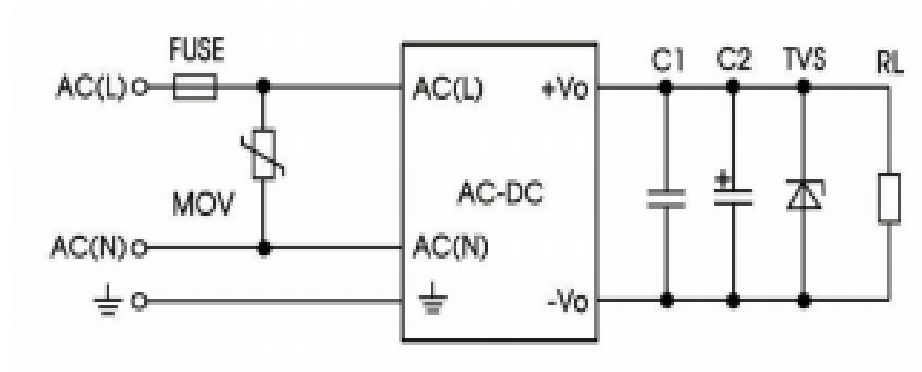 FUSE
C1 C2 TVS RL
AC(L) AC(L) +Vo
+
MOV AC-DC
AC(N) AC(N)
-Vo